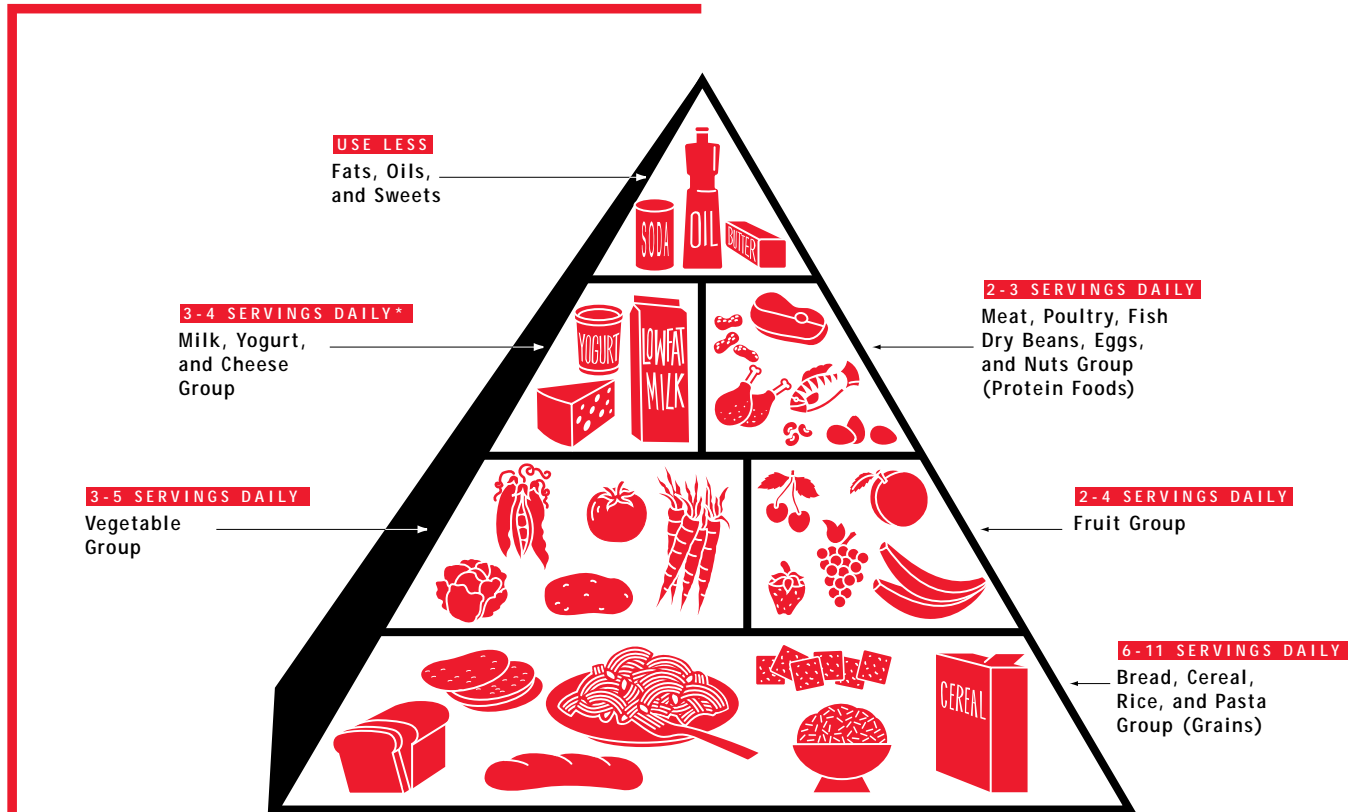 USE LESS
Fats, Oils,
and Sweets
SODA
OIL
BUTTER
3-4 SERVINGS DAILY*
Milk, Yogurt,
and Cheese
Group
YOGURT
LOWFAT
MILK
2-3 SERVINGS DAILY
Meat, Poultry, Fish
Dry Beans, Eggs,
and Nuts Group
(Protein Foods)
3-5 SERVINGS DAILY
Vegetable
Group
2-4 SERVINGS DAILY
Fruit Group
6-11 SERVINGS DAILY
Bread, Cereal,
Rice, and Pasta
Group (Grains)
CEREAL